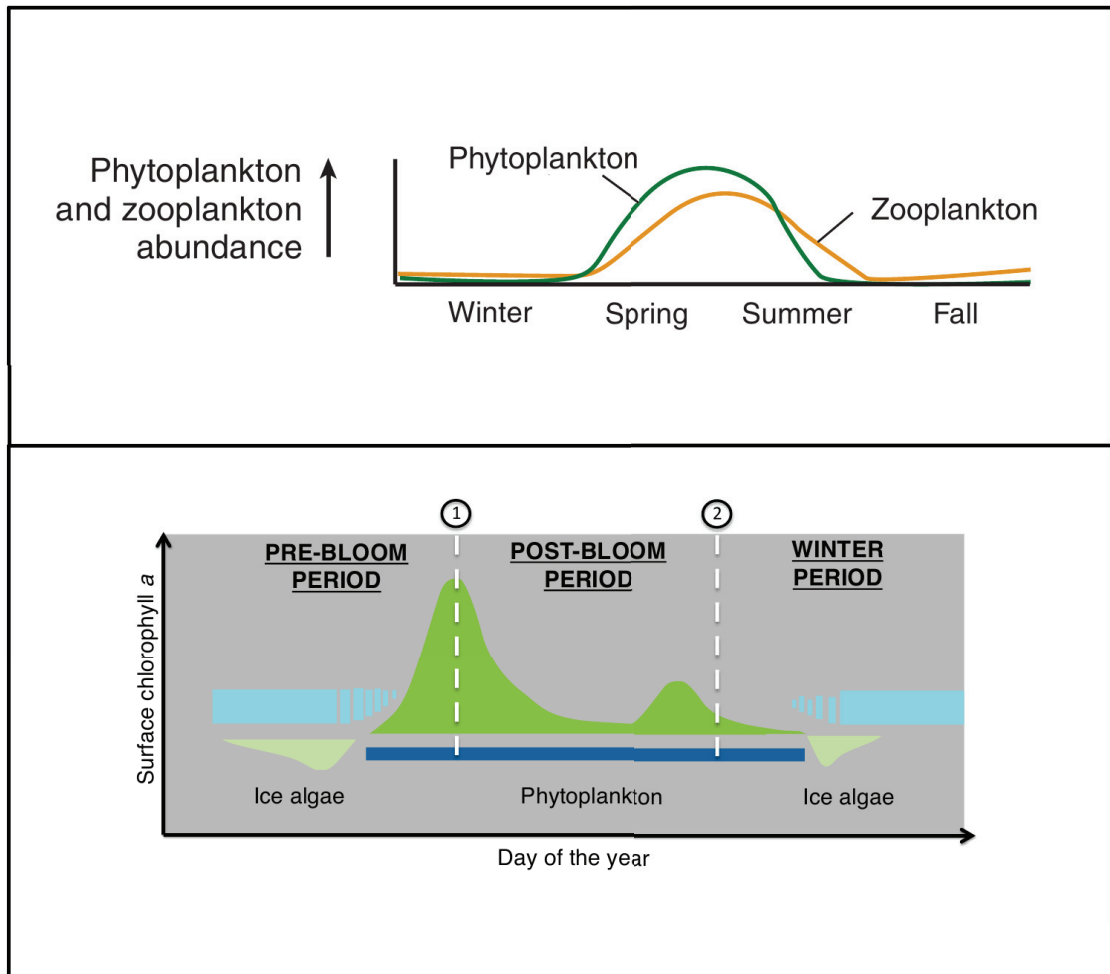 Phytoplankton
and zooplankton
abundance
Phytoplankton
Zooplankton
Winter
Spring
Summer
Fall
1
2
PRE-BLOOM
PERIOD
POST-BLOOM
PERIOD
WINTER
PERIOD
Surface chlorophyll a
Ice algae
Phytoplankton
Ice algae
Day of the year